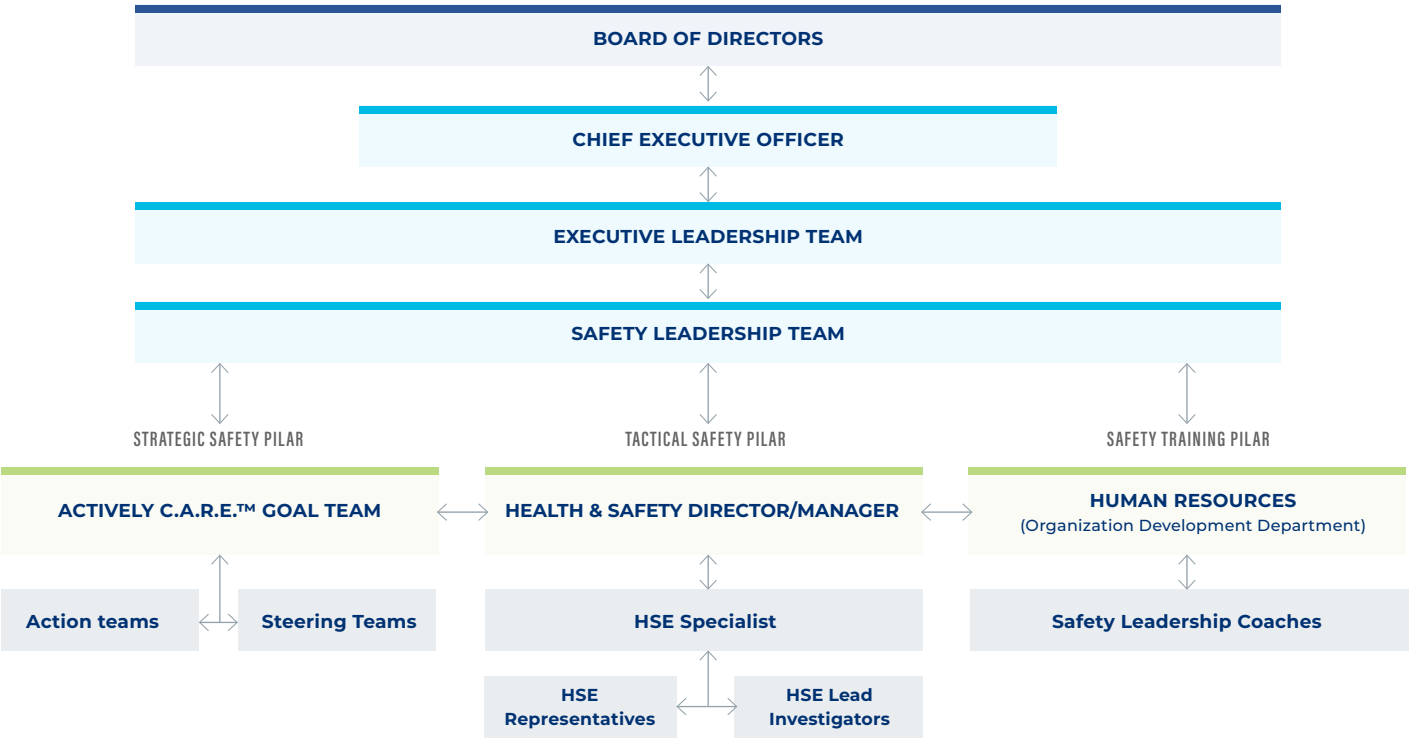 BOARD OF DIRECTORS
CHIEF EXECUTIVE OFFICER
EXECUTIVE LEADERSHIP TEAM
SAFETY LEADERSHIP TEAM
STRATEGIC SAFETY PILAR
TACTICAL SAFETY PILAR
SAFETY TRAINING PILAR
ACTIVELY C.A.R.E.™ GOAL TEAM
HEALTH & SAFETY DIRECTOR/MANAGER
HUMAN RESOURCES
(Organization Development Department)
Action teams
Steering Teams
HSE Specialist
Safety Leadership Coaches
HSE
Representatives
HSE Lead
Investigators